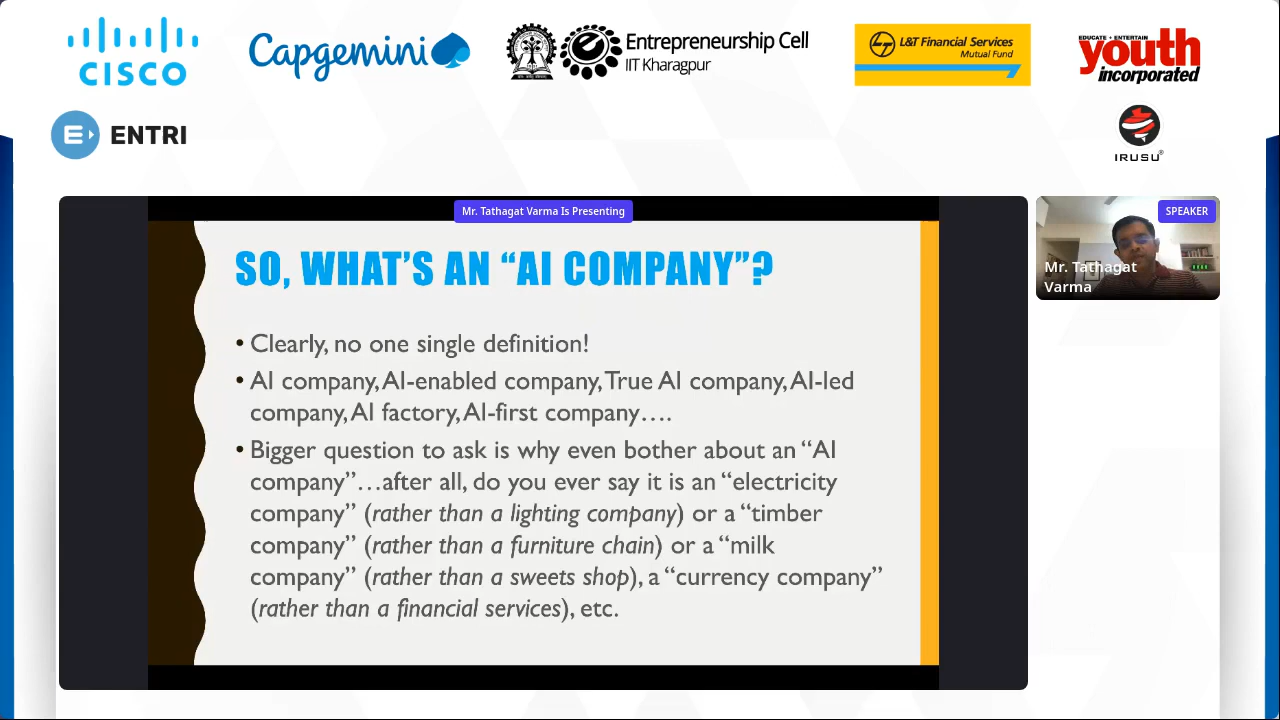 CISCO
Capgemini
Entrepreneurship Cell
IIT Kharagpur
L&T Financial Services
Mutual Fund
EDUCATE + ENTERTAIN
youth
incorporated
E ENTRI
IRUSU®
Mr. Tathagat Varma Is Presenting
SPEAKER
Mr. Tathagat
Varma
SO, WHAT’S AN “AI COMPANY”?
• Clearly, no one single definition!
• AI company, AI-enabled company, True AI company, AI-led
company, AI factory, AI-first company….
• Bigger question to ask is why even bother about an “AI
company”…after all, do you ever say it is an “electricity
company” (rather than a lighting company) or a “timber
company” (rather than a furniture chain) or a “milk
company” (rather than a sweets shop), a “currency company”
(rather than a financial services), etc.